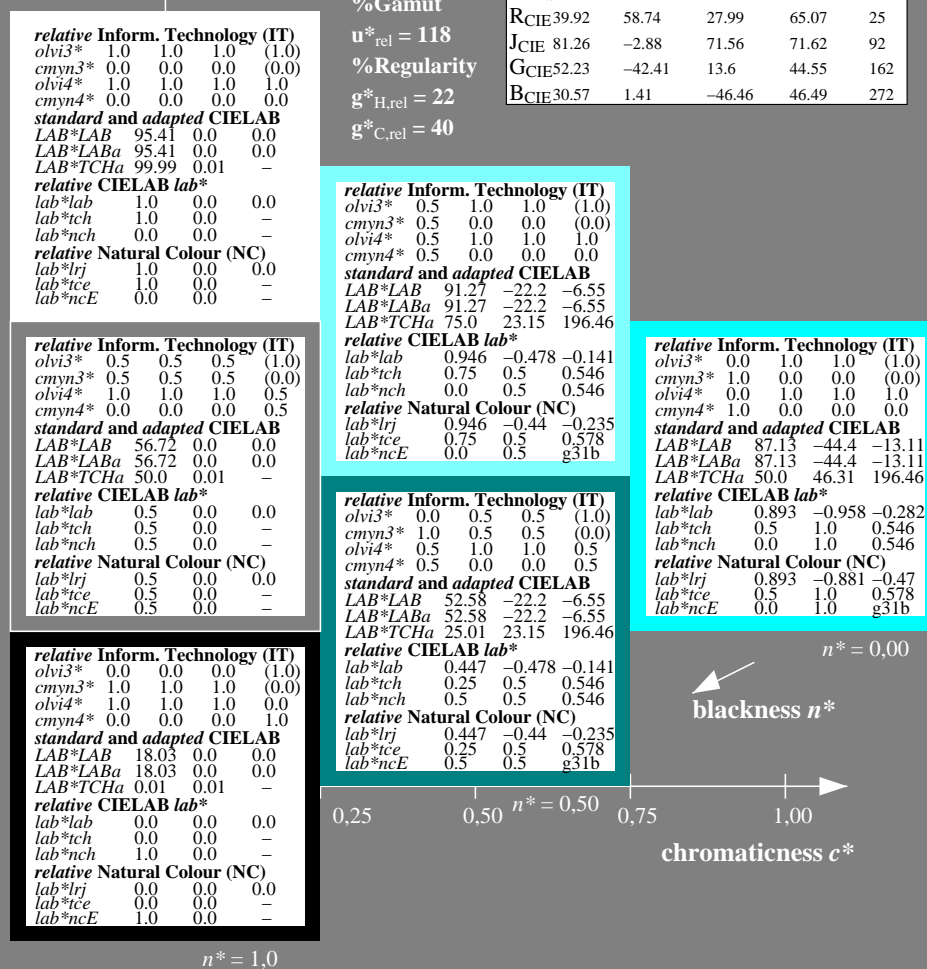 %Gamut
u*rel = 118
%Regularity
g*H,rel = 22
g*C,rel = 40
RCIE 39.92 58.74 27.99 65.07 25
JCIE 81.26 −2.88 71.56 71.62 92
GCIE 52.23 −42.41 13.6 44.55 162
BCIE 30.57 1.41 −46.46 46.49 272
relative Inform. Technology (IT)
olvi3* 1.0 1.0 1.0 (1.0)
cmyn3* 0.0 0.0 0.0 (0.0)
olvi4* 1.0 1.0 1.0 1.0
cmyn4* 0.0 0.0 0.0 0.0
standard and adapted CIELAB
LAB*LAB 95.41 0.0 0.0
LAB*LABa 95.41 0.0 0.0
LAB*TCHa 99.99 0.01 –
relative CIELAB lab*
lab*lab 1.0 0.0 0.0
lab*tch 1.0 0.0 –
lab*nch 0.0 0.0 –
relative Natural Colour (NC)
lab*lrj 1.0 0.0 0.0
lab*tce 1.0 0.0 –
lab*ncE 0.0 0.0 –
relative Inform. Technology (IT)
olvi3* 0.5 1.0 1.0 (1.0)
cmyn3* 0.5 0.0 0.0 (0.0)
olvi4* 0.5 1.0 1.0 1.0
cmyn4* 0.5 0.0 0.0 0.0
standard and adapted CIELAB
LAB*LAB 91.27 −22.2 −6.55
LAB*LABa 91.27 −22.2 −6.55
LAB*TCHa 75.0 23.15 196.46
relative CIELAB lab*
lab*lab 0.946 −0.478 −0.141
lab*tch 0.75 0.5 0.546
lab*nch 0.0 0.5 0.546
relative Natural Colour (NC)
lab*lrj 0.946 −0.44 −0.235
lab*tce 0.75 0.5 0.578
lab*ncE 0.0 0.5 g31b
relative Inform. Technology (IT)
olvi3* 0.5 0.5 0.5 (1.0)
cmyn3* 0.5 0.5 0.5 (0.0)
olvi4* 1.0 1.0 1.0 0.5
cmyn4* 0.0 0.0 0.0 0.5
standard and adapted CIELAB
LAB*LAB 56.72 0.0 0.0
LAB*LABa 56.72 0.0 0.0
LAB*TCHa 50.0 0.01 –
relative CIELAB lab*
lab*lab 0.5 0.0 0.0
lab*tch 0.5 0.0 –
lab*nch 0.5 0.0 –
relative Natural Colour (NC)
lab*lrj 0.5 0.0 0.0
lab*tce 0.5 0.0 –
lab*ncE 0.5 0.0 –
relative Inform. Technology (IT)
olvi3* 0.0 1.0 1.0 (1.0)
cmyn3* 1.0 0.0 0.0 (0.0)
olvi4* 0.0 1.0 1.0 1.0
cmyn4* 1.0 0.0 0.0 0.0
standard and adapted CIELAB
LAB*LAB 87.13 −44.4 −13.11
LAB*LABa 87.13 −44.4 −13.11
LAB*TCHa 50.0 46.31 196.46
relative CIELAB lab*
lab*lab 0.893 −0.958 −0.282
lab*tch 0.5 1.0 0.546
lab*nch 0.0 1.0 0.546
relative Natural Colour (NC)
lab*lrj 0.893 −0.881 −0.47
lab*tce 0.5 1.0 0.578
lab*ncE 0.0 1.0 g31b
relative Inform. Technology (IT)
olvi3* 0.0 0.5 0.5 (1.0)
cmyn3* 1.0 0.5 0.5 (0.0)
olvi4* 0.5 1.0 1.0 0.5
cmyn4* 0.5 0.0 0.0 0.5
standard and adapted CIELAB
LAB*LAB 52.58 −22.2 −6.55
LAB*LABa 52.58 −22.2 −6.55
LAB*TCHa 25.01 23.15 196.46
relative CIELAB lab*
lab*lab 0.447 −0.478 −0.141
lab*tch 0.25 0.5 0.546
lab*nch 0.5 0.5 0.546
relative Natural Colour (NC)
lab*lrj 0.447 −0.44 −0.235
lab*tce 0.25 0.5 0.578
lab*ncE 0.5 0.5 g31b
n* = 0,00
blackness n*
relative Inform. Technology (IT)
olvi3* 0.0 0.0 0.0 (1.0)
cmyn3* 1.0 1.0 1.0 (0.0)
olvi4* 1.0 1.0 1.0 0.0
cmyn4* 0.0 0.0 0.0 1.0
standard and adapted CIELAB
LAB*LAB 18.03 0.0 0.0
LAB*LABa 18.03 0.0 0.0
LAB*TCHa 0.01 0.01 –
relative CIELAB lab*
lab*lab 0.0 0.0 0.0
lab*tch 0.0 0.0 –
lab*nch 1.0 0.0 –
relative Natural Colour (NC)
lab*lrj 0.0 0.0 0.0
lab*tce 0.0 0.0 –
lab*ncE 1.0 0.0 –
0,25 0,50 n* = 0,50 0,75 1,00
chromaticness c*
n* = 1,0